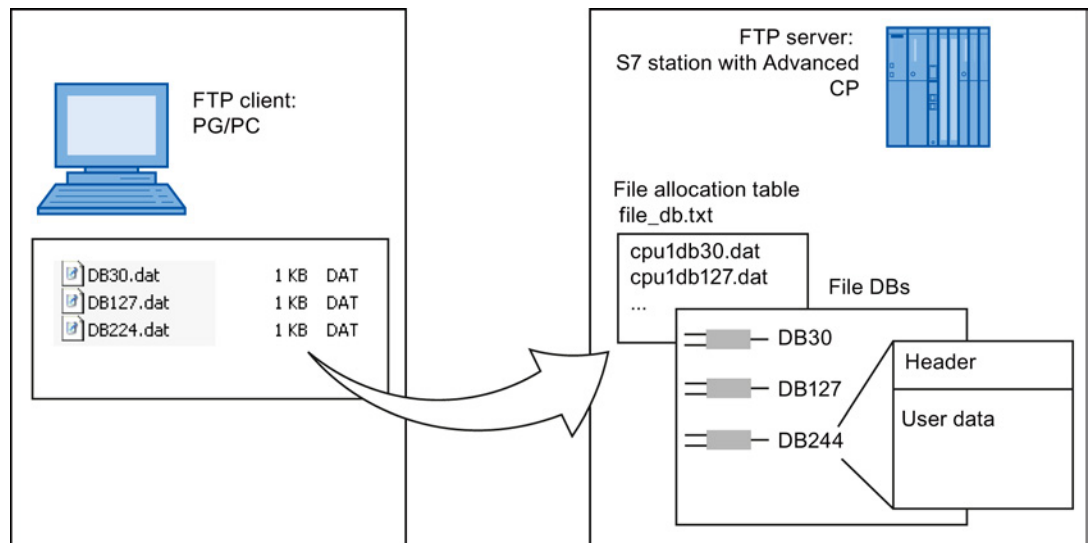 FTP client:
PG/PC
DB30.dat 1 KB DAT
DB127.dat 1 KB DAT
DB224.dat 1 KB DAT
FTP server:
S7 station with Advanced
CP
File allocation table
file_db.txt
cpu1db30.dat
cpu1db127.dat
...
File DBs
DB30
DB127
DB244
Header
User data